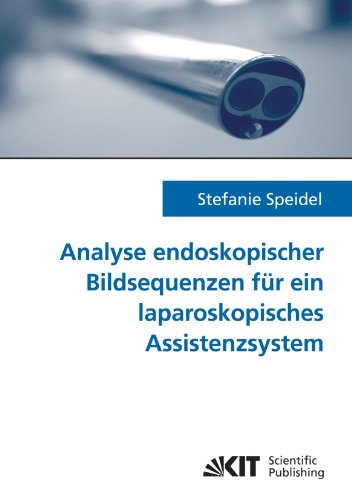 Stefanie Speidel
Analyse endoskopischer
Bildsequenzen für ein
laparoskopisches
Assistenzsystem
KIT Scientific
Publishing